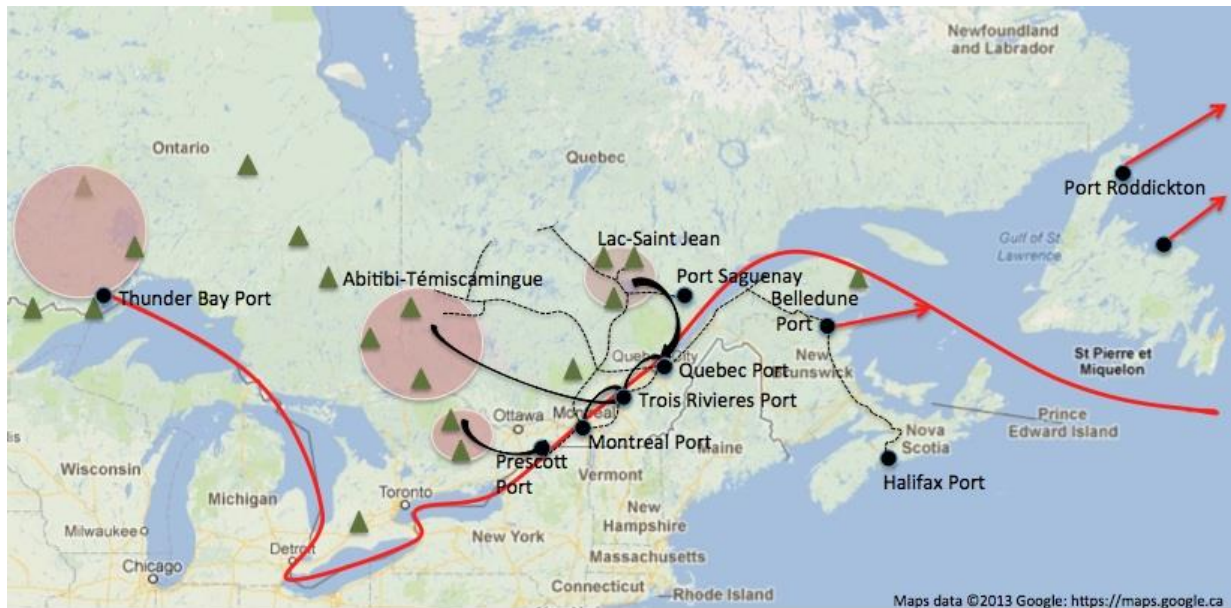 Newfoundland
and Labrador
Ontario
Quebec
Port Roddickton
Lac-Saint Jean
Gulf of St
Lawrence
Abitibi-Témiscamingue
Port Saguenay
Thunder Bay Port
Belledune
Port
St Pierre et
Miquelon
New
Brunswick
Quebec City
Quebec Port
Trois Rivieres Port
Ottawa
Montreal
Prince
Edward Island
Nova
Scotia
Montreal Port
Maine
Prescott
Port
Halifax Port
Wisconsin
Vermont
Michigan
Toronto
New
Hampshire
Milwaukee
New York
Detroit
Massachusetts
Chicago
Connecticut
Rhode Island
Maps data ©2013 Google: https://maps.google.ca